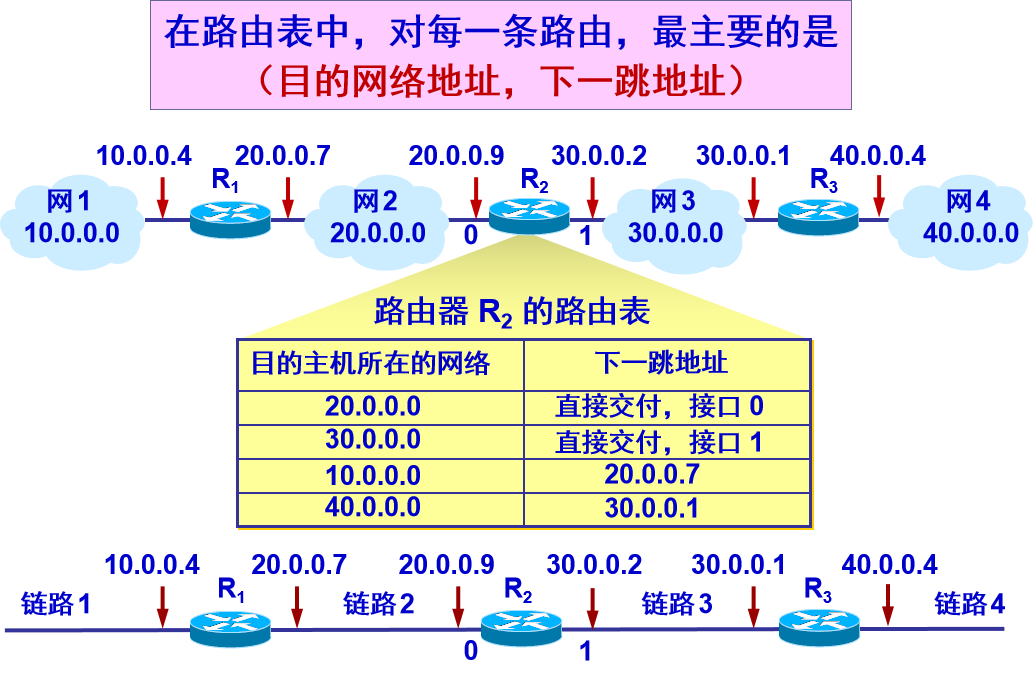 在路由表中，对每一条路由，最主要的是
（目的网络地址，下一跳地址）
10.0.0.4 20.0.0.7 20.0.0.9 30.0.0.2 30.0.0.1 40.0.0.4
R1 R2 R3
网1 网2 网3 网4
10.0.0.0 20.0.0.0 30.0.0.0 40.0.0.0
0 1
路由器 R2 的路由表
目的主机所在的网络 下一跳地址
20.0.0.0 直接交付，接口 0
30.0.0.0 直接交付，接口 1
10.0.0.0 20.0.0.7
40.0.0.0 30.0.0.1
10.0.0.4 20.0.0.7 20.0.0.9 30.0.0.2 30.0.0.1 40.0.0.4
R1 R2 R3
链路1 链路2 链路3 链路4
0 1